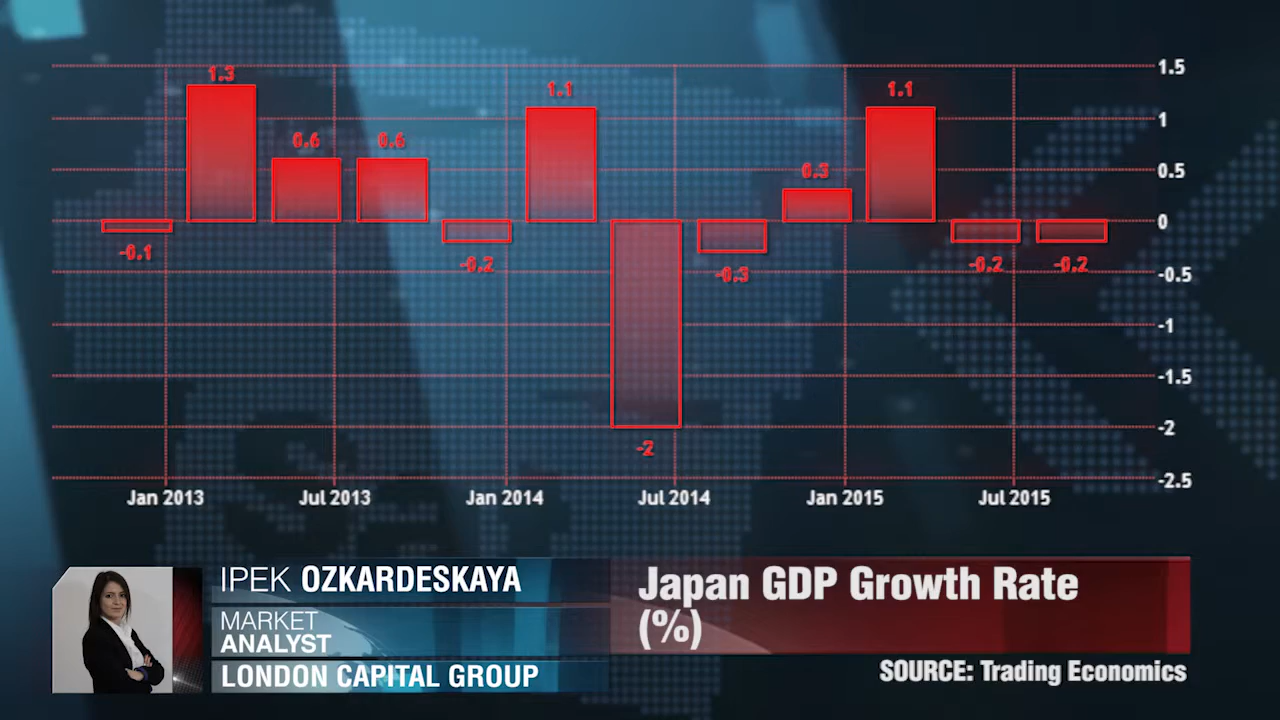 1.3
1.5
1.1
1.1
1
0.6
0.6
0.3
0.5
0
-0.1
-0.2
-0.3
-0.2
-0.2
-0.5
-1
-1.5
-2
-2
-2.5
Jan 2013
Jul 2013
Jan 2014
Jul 2014
Jan 2015
Jul 2015
IPEK OZKARDESKAYA
MARKET
ANALYST
LONDON CAPITAL GROUP
Japan GDP Growth Rate
(%)
SOURCE: Trading Economics